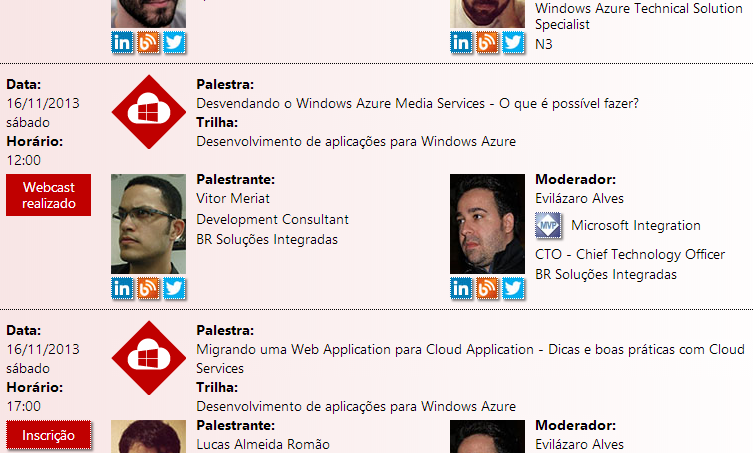 Windows Azure Technical Solution
Specialist
N3
Data:
16/11/2013
sábado
Horário:
12:00
Webcast
realizado
Palestra:
Desvendando o Windows Azure Media Services - O que é possível fazer?
Trilha:
Desenvolvimento de aplicações para Windows Azure
Palestrante:
Vitor Meriat
Development Consultant
BR Soluções Integradas
Moderador:
Evilázaro Alves
MVP
Microsoft Integration
CTO - Chief Technology Officer
BR Soluções Integradas
in
in
Data:
16/11/2013
sábado
Horário:
17:00
Inscrição
Palestra:
Migrando uma Web Application para Cloud Application - Dicas e boas práticas com Cloud
Services
Trilha:
Desenvolvimento de aplicações para Windows Azure
Palestrante:
Lucas Almeida Romão
Moderador:
Evilázaro Alves